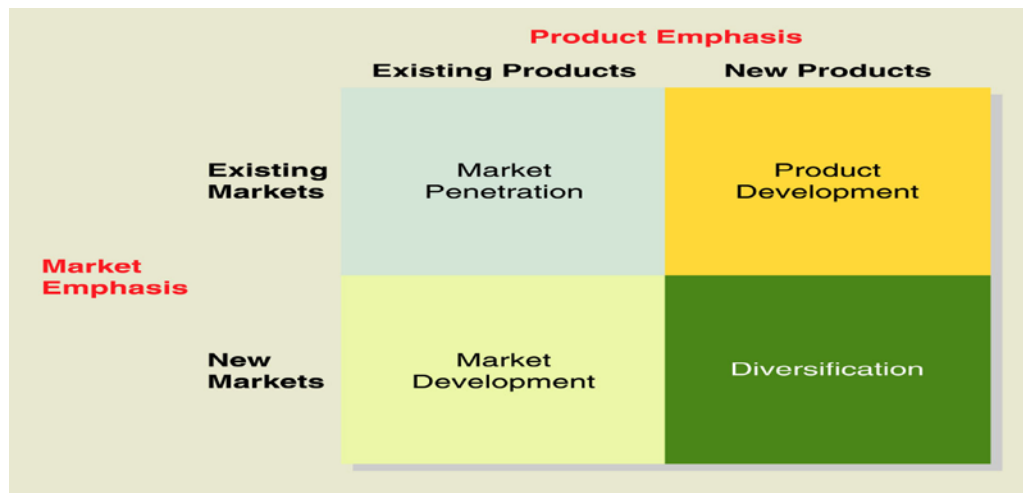 Product Emphasis
Existing Products New Products
Existing
Markets
Market
Penetration
Product
Development
Market
Emphasis
New
Markets
Market
Development
Diversification